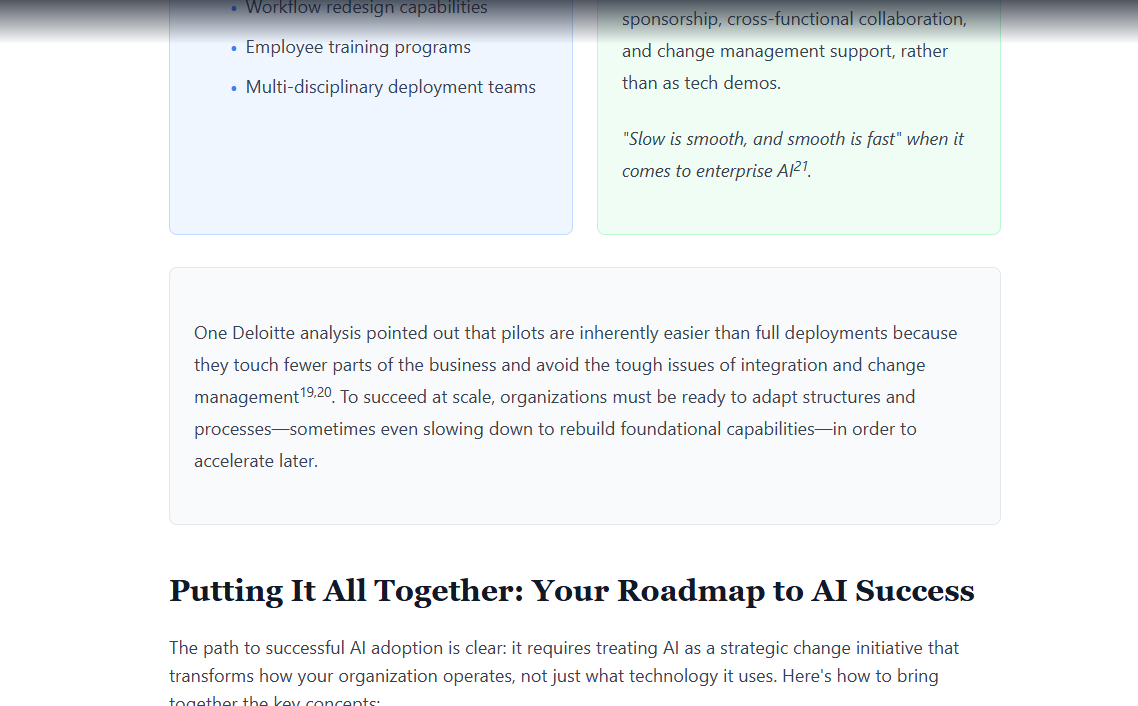 Workflow redesign capabilities
Employee training programs
Multi-disciplinary deployment teams
sponsorship, cross-functional collaboration,
and change management support, rather
than as tech demos.
"Slow is smooth, and smooth is fast" when it
comes to enterprise AI21.
One Deloitte analysis pointed out that pilots are inherently easier than full deployments because
they touch fewer parts of the business and avoid the tough issues of integration and change
management19,20. To succeed at scale, organizations must be ready to adapt structures and
processes—sometimes even slowing down to rebuild foundational capabilities—in order to
accelerate later.
Putting It All Together: Your Roadmap to AI Success
The path to successful AI adoption is clear: it requires treating AI as a strategic change initiative that
transforms how your organization operates, not just what technology it uses. Here's how to bring
together the key concepts: